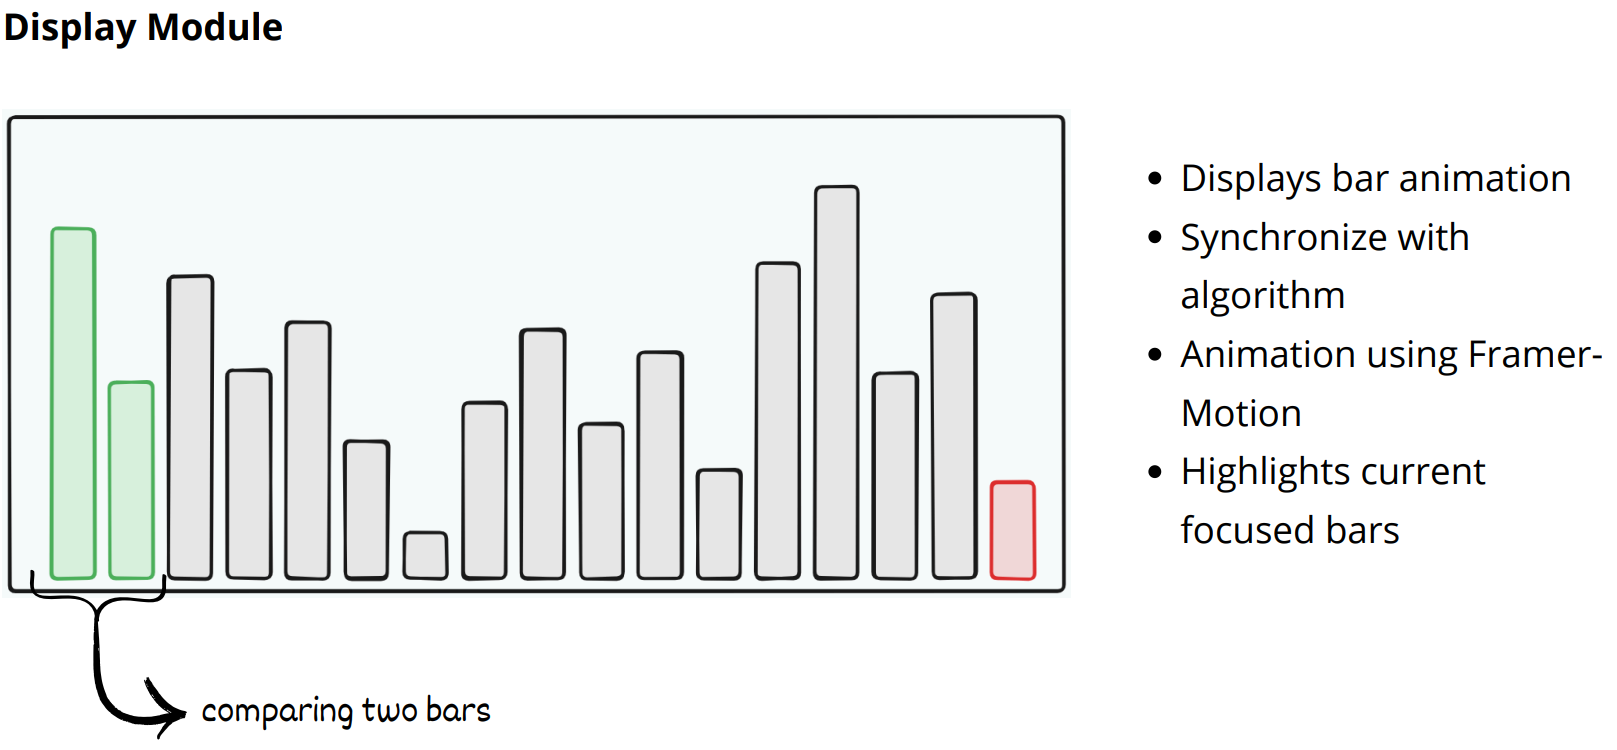 Display Module
• Displays bar animation
• Synchronize with
algorithm
• Animation using Framer-
Motion
• Highlights current
focused bars
comparing two bars